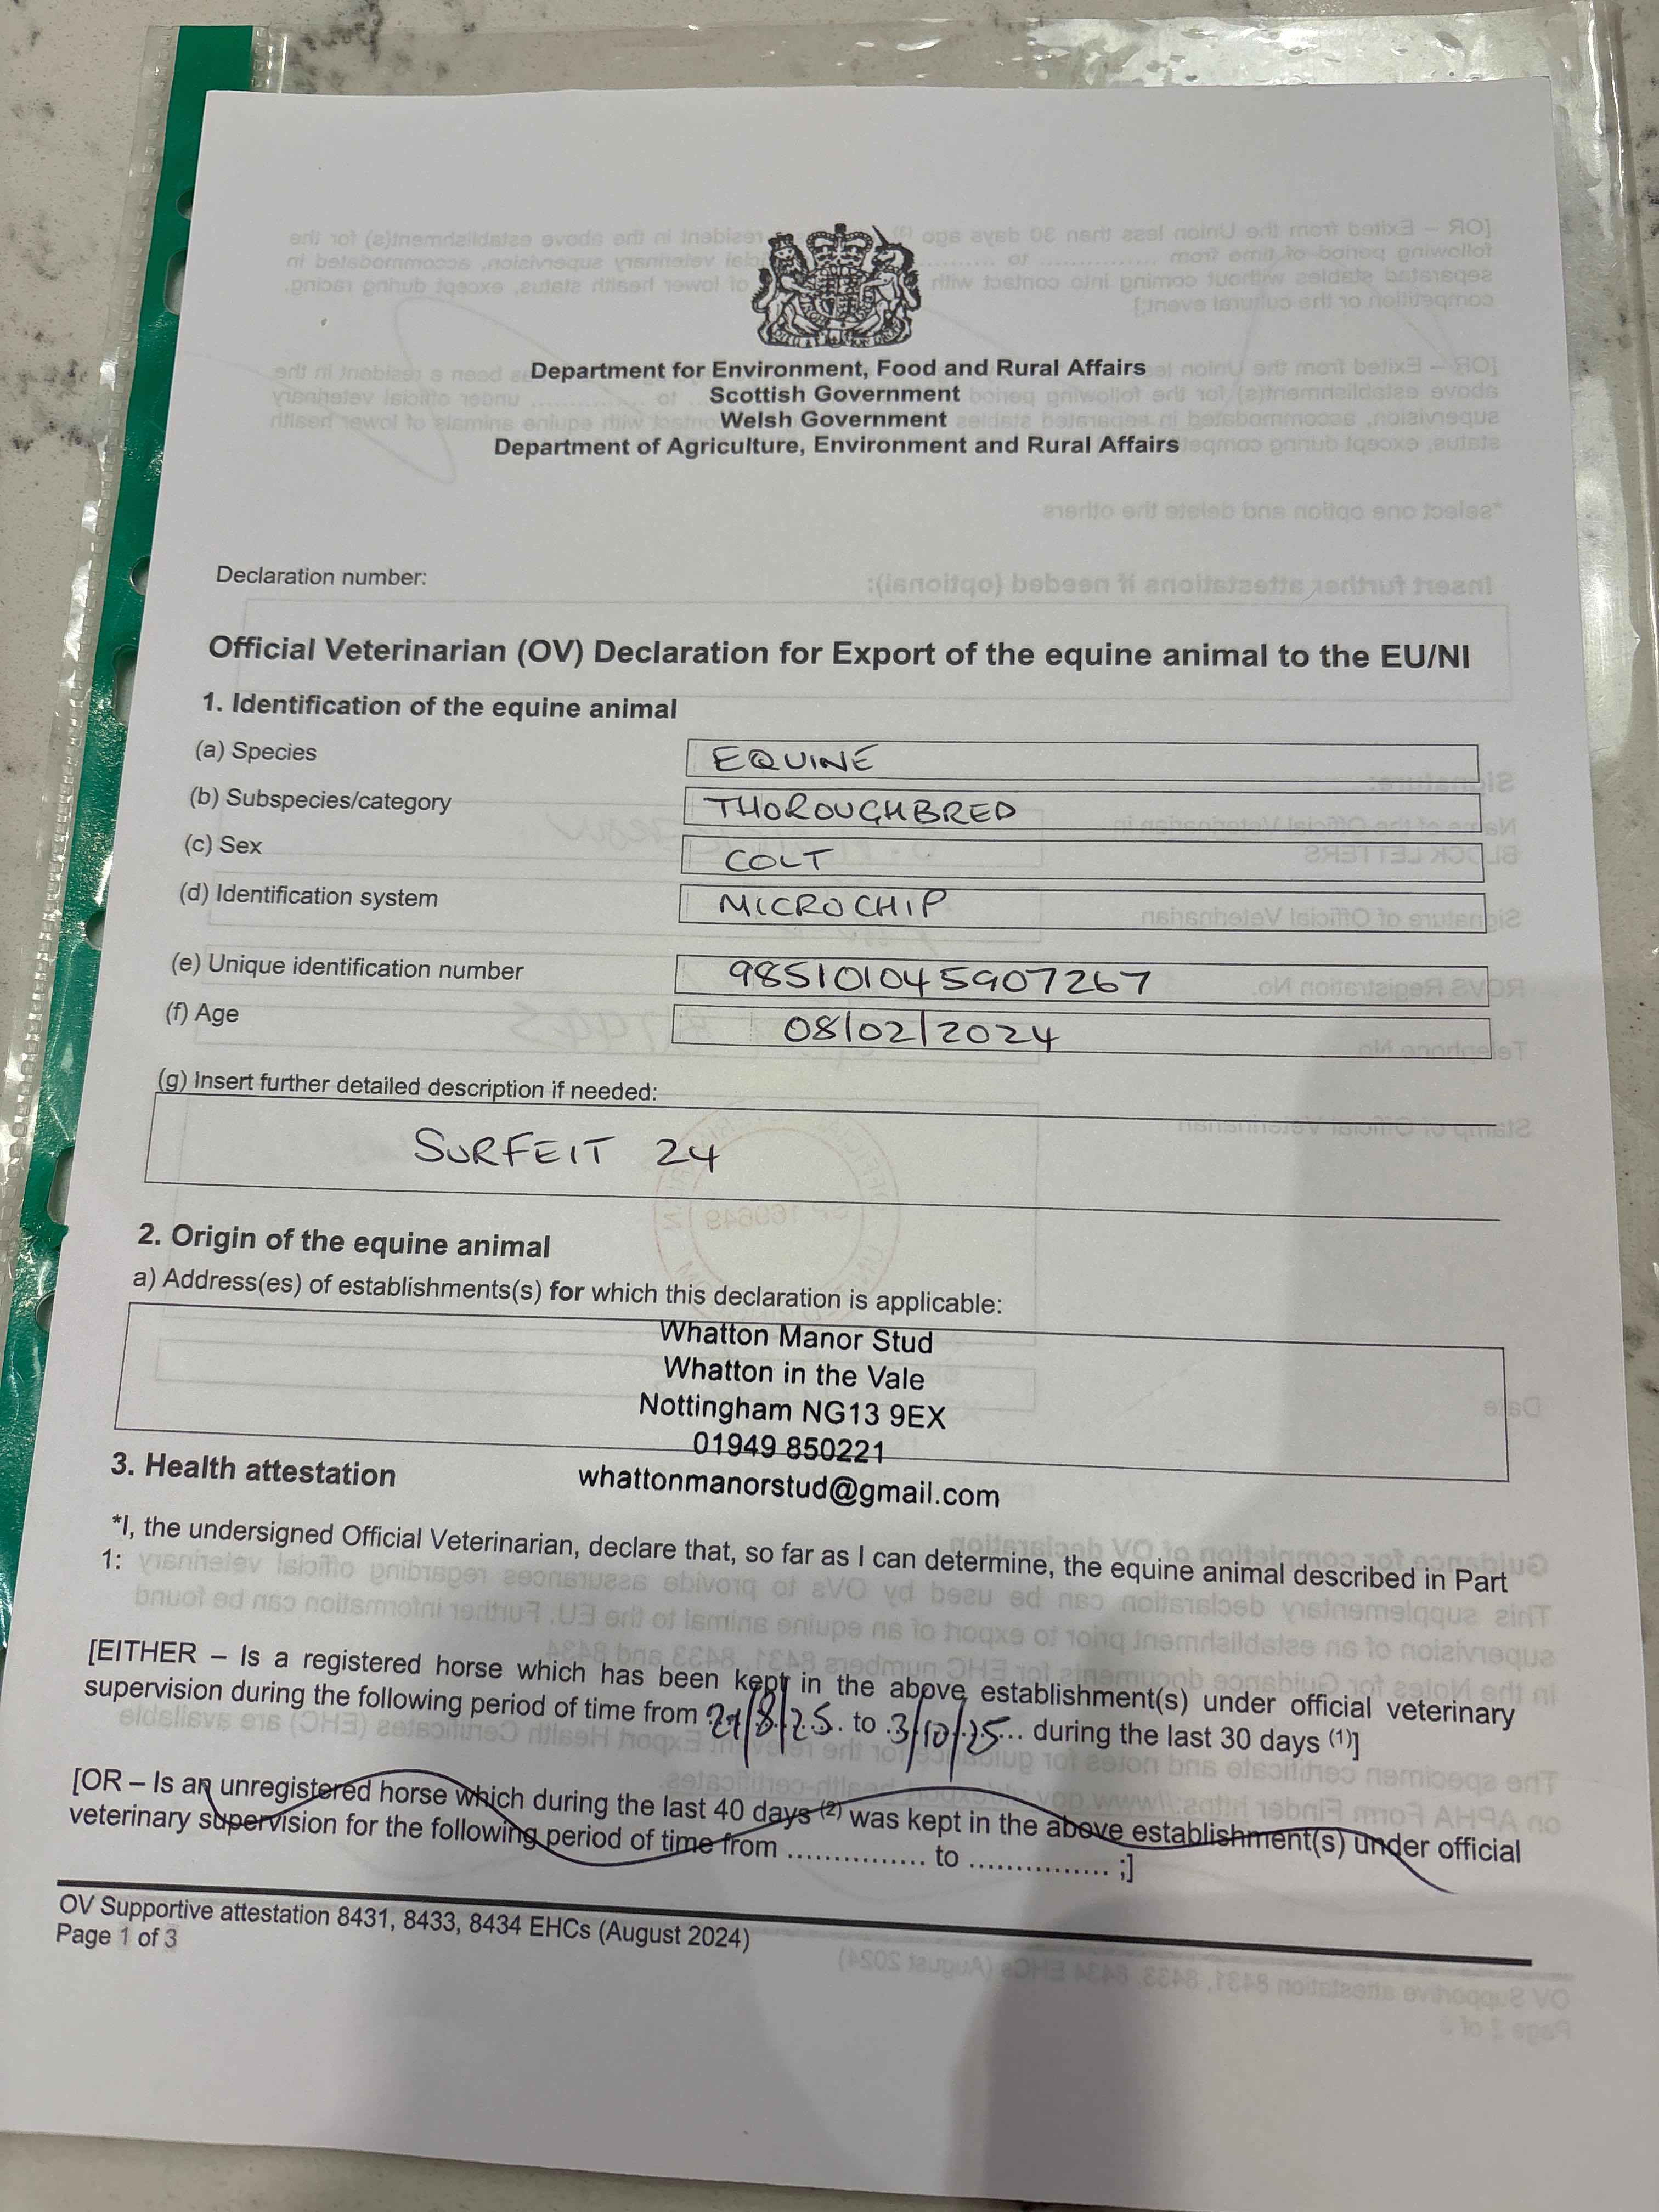 Department for Environment, Food and Rural Affairs
Scottish Government
Welsh Government
Department of Agriculture, Environment and Rural Affairs
Declaration number:
Official Veterinarian (OV) Declaration for Export of the equine animal to the EU/NI
1. Identification of the equine animal
(a) Species EQUINE
(b) Subspecies/category THOROUGHBRED
(c) Sex COLT
(d) Identification system MICROCHIP
(e) Unique identification number 985101045907267
(f) Age 08/02/2024
(g) Insert further detailed description if needed:
SURFEIT 24
2. Origin of the equine animal
a) Address(es) of establishments(s) for which this declaration is applicable:
Whatton Manor Stud
Whatton in the Vale
Nottingham NG13 9EX
01949 850221
3. Health attestation
whattonmanorstud@gmail.com
*I, the undersigned Official Veterinarian, declare that, so far as I can determine, the equine animal described in Part
1:
[EITHER – Is a registered horse which has been kept in the above establishment(s) under official veterinary
supervision during the following period of time from /8/25. to 3/10/25... during the last 30 days (1)]
[OR – Is an unregistered horse which during the last 40 days (2) was kept in the above establishment(s) under official
veterinary supervision for the following period of time from ............... to ............... ;]
OV Supportive attestation 8431, 8433, 8434 EHCs (August 2024)
Page 1 of 3